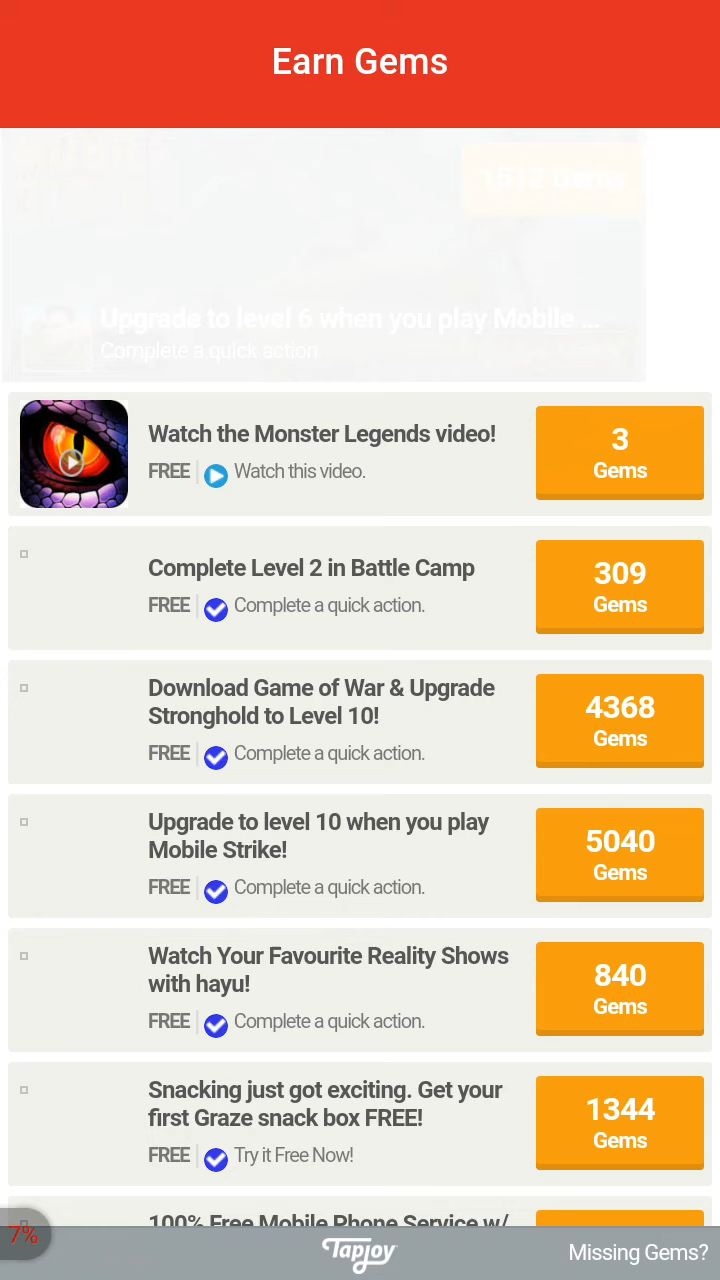 Earn Gems
Upgrade to level 6 when you play Mobile ...
Complete a quick action
Watch the Monster Legends video!
FREE Watch this video.
3
Gems
Complete Level 2 in Battle Camp
FREE Complete a quick action.
309
Gems
Download Game of War & Upgrade
Stronghold to Level 10!
FREE Complete a quick action.
4368
Gems
Upgrade to level 10 when you play
Mobile Strike!
FREE Complete a quick action.
5040
Gems
Watch Your Favourite Reality Shows
with hayu!
FREE Complete a quick action.
840
Gems
Snacking just got exciting. Get your
first Graze snack box FREE!
FREE Try it Free Now!
1344
Gems
100% Free Mobile Phone Service w/
7%
Tapjoy
Missing Gems?